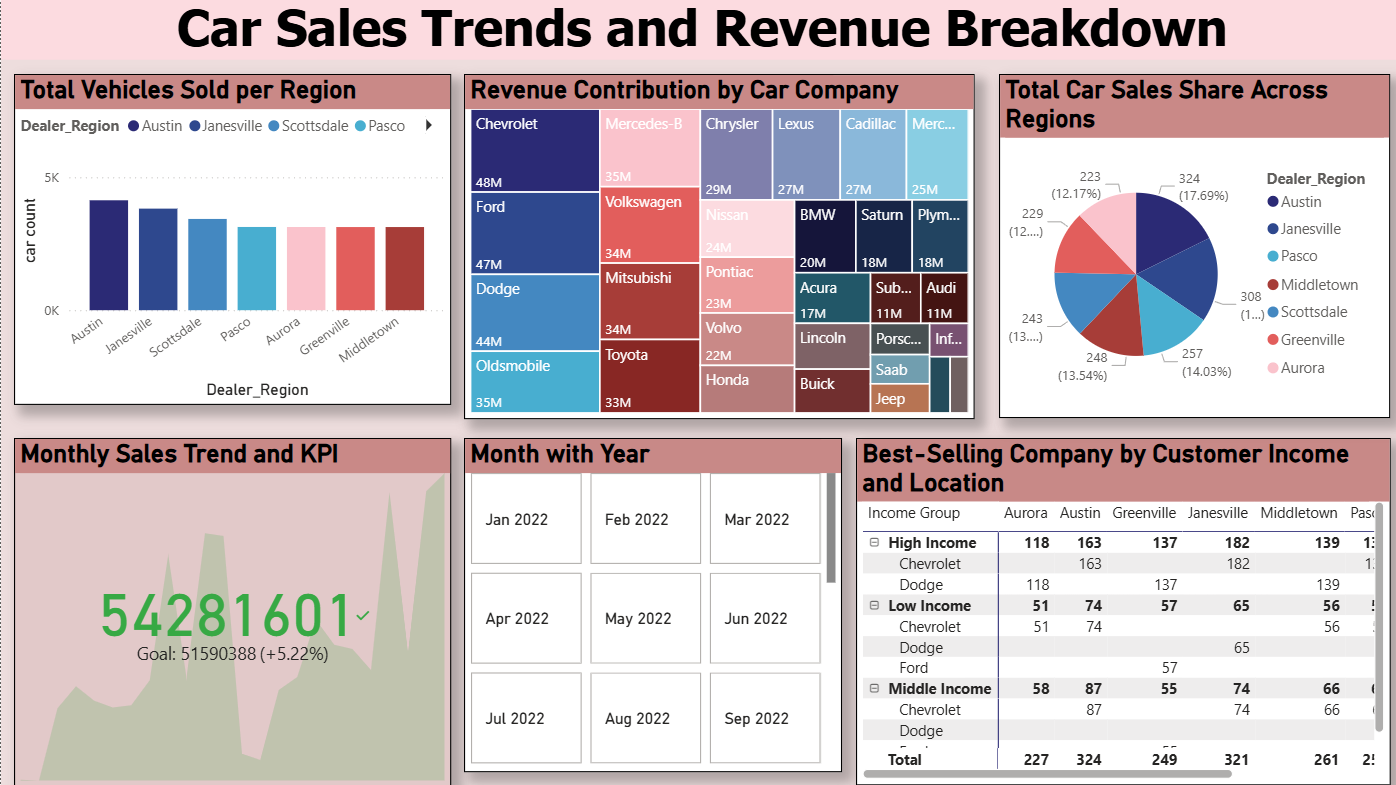 Car Sales Trends and Revenue Breakdown
Total Vehicles Sold per Region
Dealer_Region Austin Janesville Scottsdale Pasco
5K
0K
car count
Austin
Janesville
Scottsdale
Pasco
Aurora
Greenville
Middletown
Dealer_Region
Revenue Contribution by Car Company
Chevrolet
48M
Ford
47M
Dodge
44M
Oldsmobile
35M
Mercedes-B
35M
Volkswagen
34M
Mitsubishi
34M
Toyota
33M
Chrysler
29M
Lexus
27M
Cadillac
27M
Merc...
25M
Nissan
24M
Pontiac
23M
Volvo
22M
Honda
BMW
20M
Saturn
18M
Plym...
18M
Acura
17M
Sub...
11M
Audi
11M
Lincoln
Buick
Porsc...
Inf...
Saab
Jeep
Total Car Sales Share Across
Regions
324
(17.69%)
308
(1...)
257
(14.03%)
248
(13.54%)
243
(13....)
229
(12....)
223
(12.17%)
Dealer_Region
Austin
Janesville
Pasco
Middletown
Scottsdale
Greenville
Aurora
Monthly Sales Trend and KPI
54281601
Goal: 51590388 (+5.22%)
Month with Year
Jan 2022 Feb 2022 Mar 2022
Apr 2022 May 2022 Jun 2022
Jul 2022 Aug 2022 Sep 2022
Best-Selling Company by Customer Income
and Location
Income Group Aurora Austin Greenville Janesville Middletown
High Income 118 163 137 182 139
Chevrolet 163 182
Dodge 118 137 139
Low Income 51 74 57 65 56
Chevrolet 51 74 56
Dodge 65
Ford 57
Middle Income 58 87 55 74 66
Chevrolet 87 74 66
Dodge
Total 227 324 249 321 261